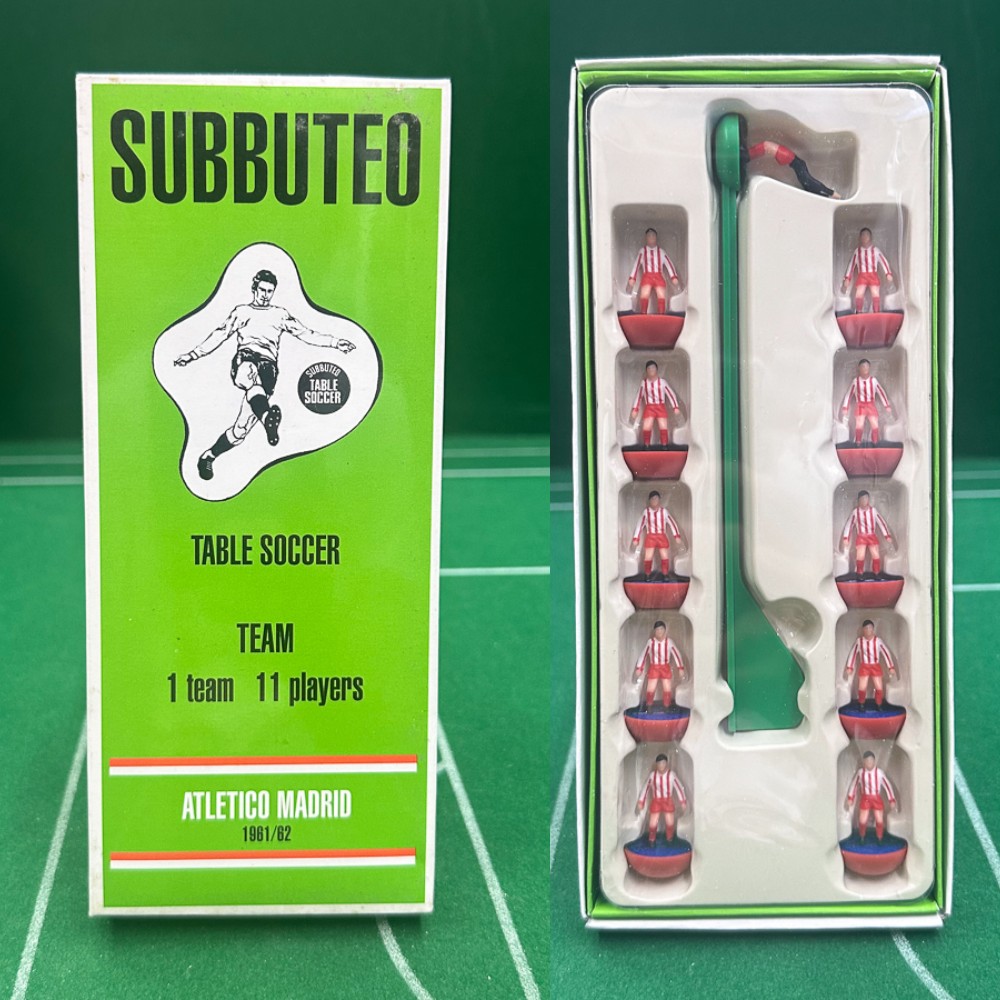 SUBBUTEO
SUBBUTEO
TABLE
SOCCER
TABLE SOCCER
TEAM
1 team 11 players
ATLETICO MADRID
1961/62